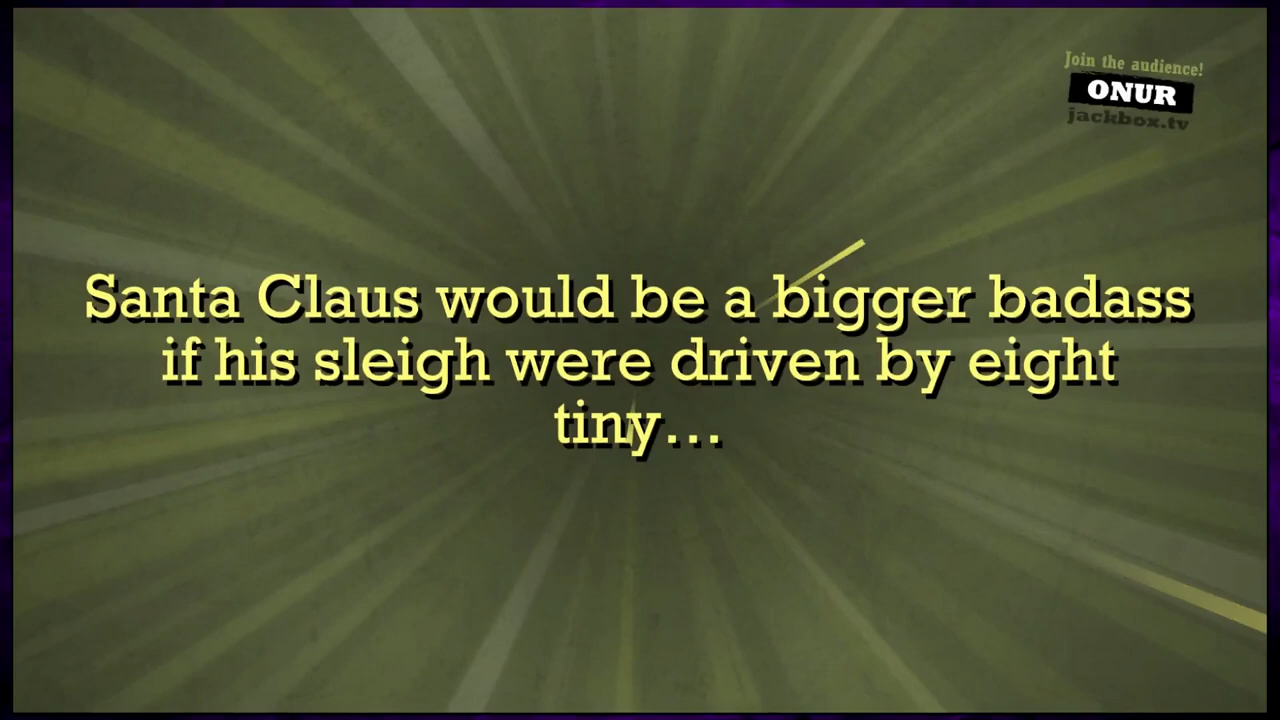 Join the audience!
ONUR
jackbox.tv
Santa Claus would be a bigger badass
if his sleigh were driven by eight
tiny...